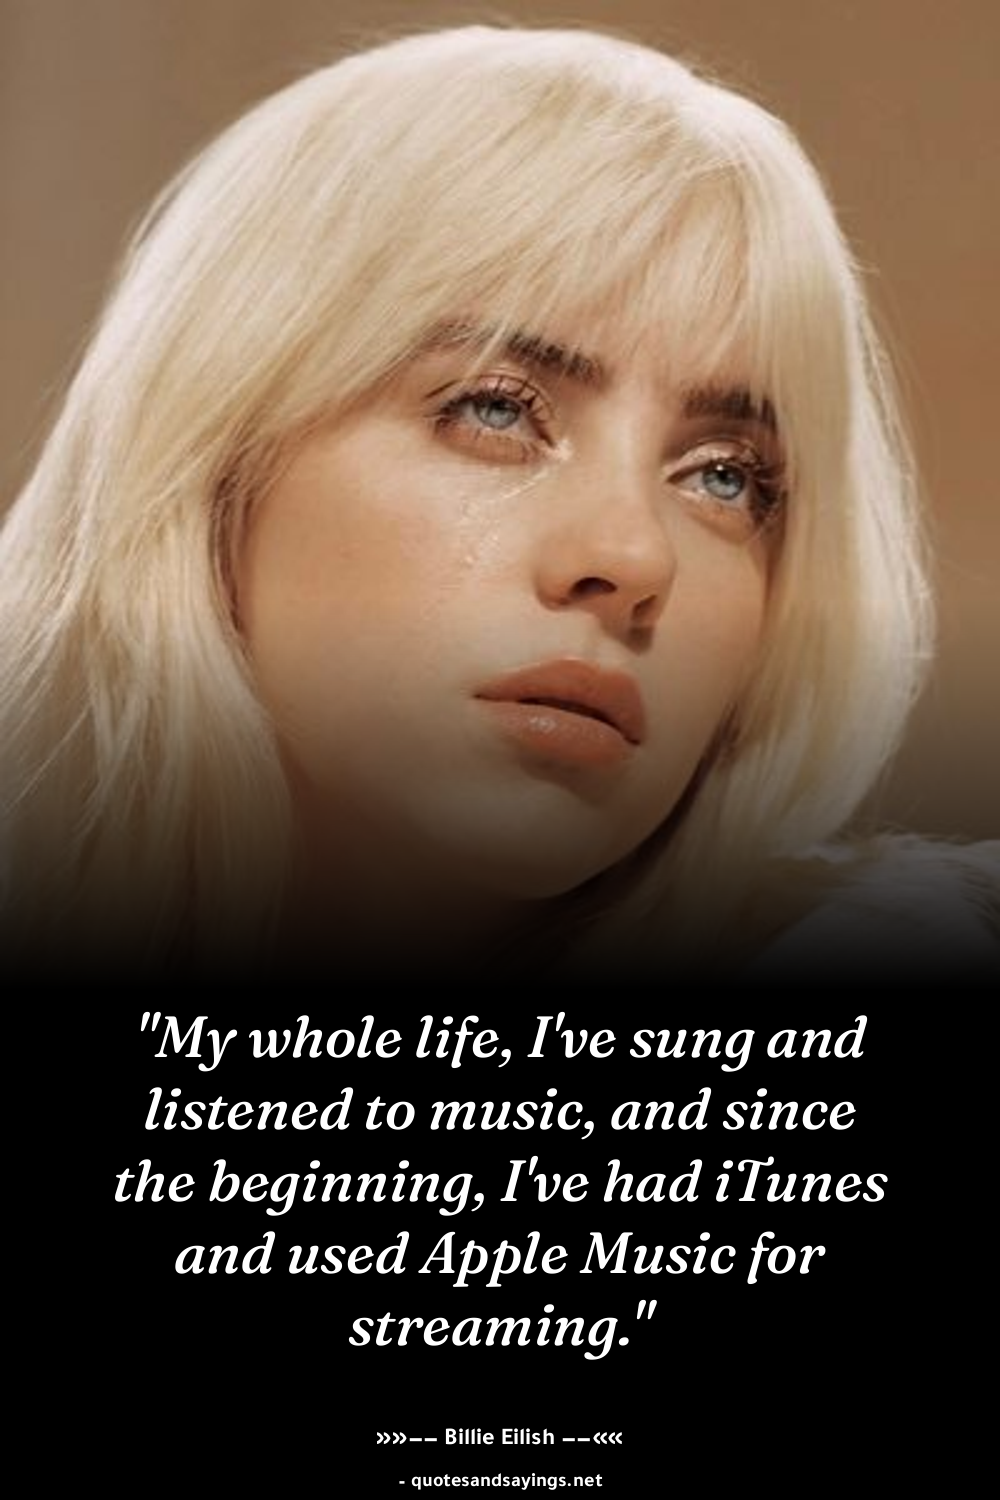 "My whole life, I've sung and
listened to music, and since
the beginning, I've had iTunes
and used Apple Music for
streaming."
»»—— Billie Eilish ——««
- quotesandsayings.net